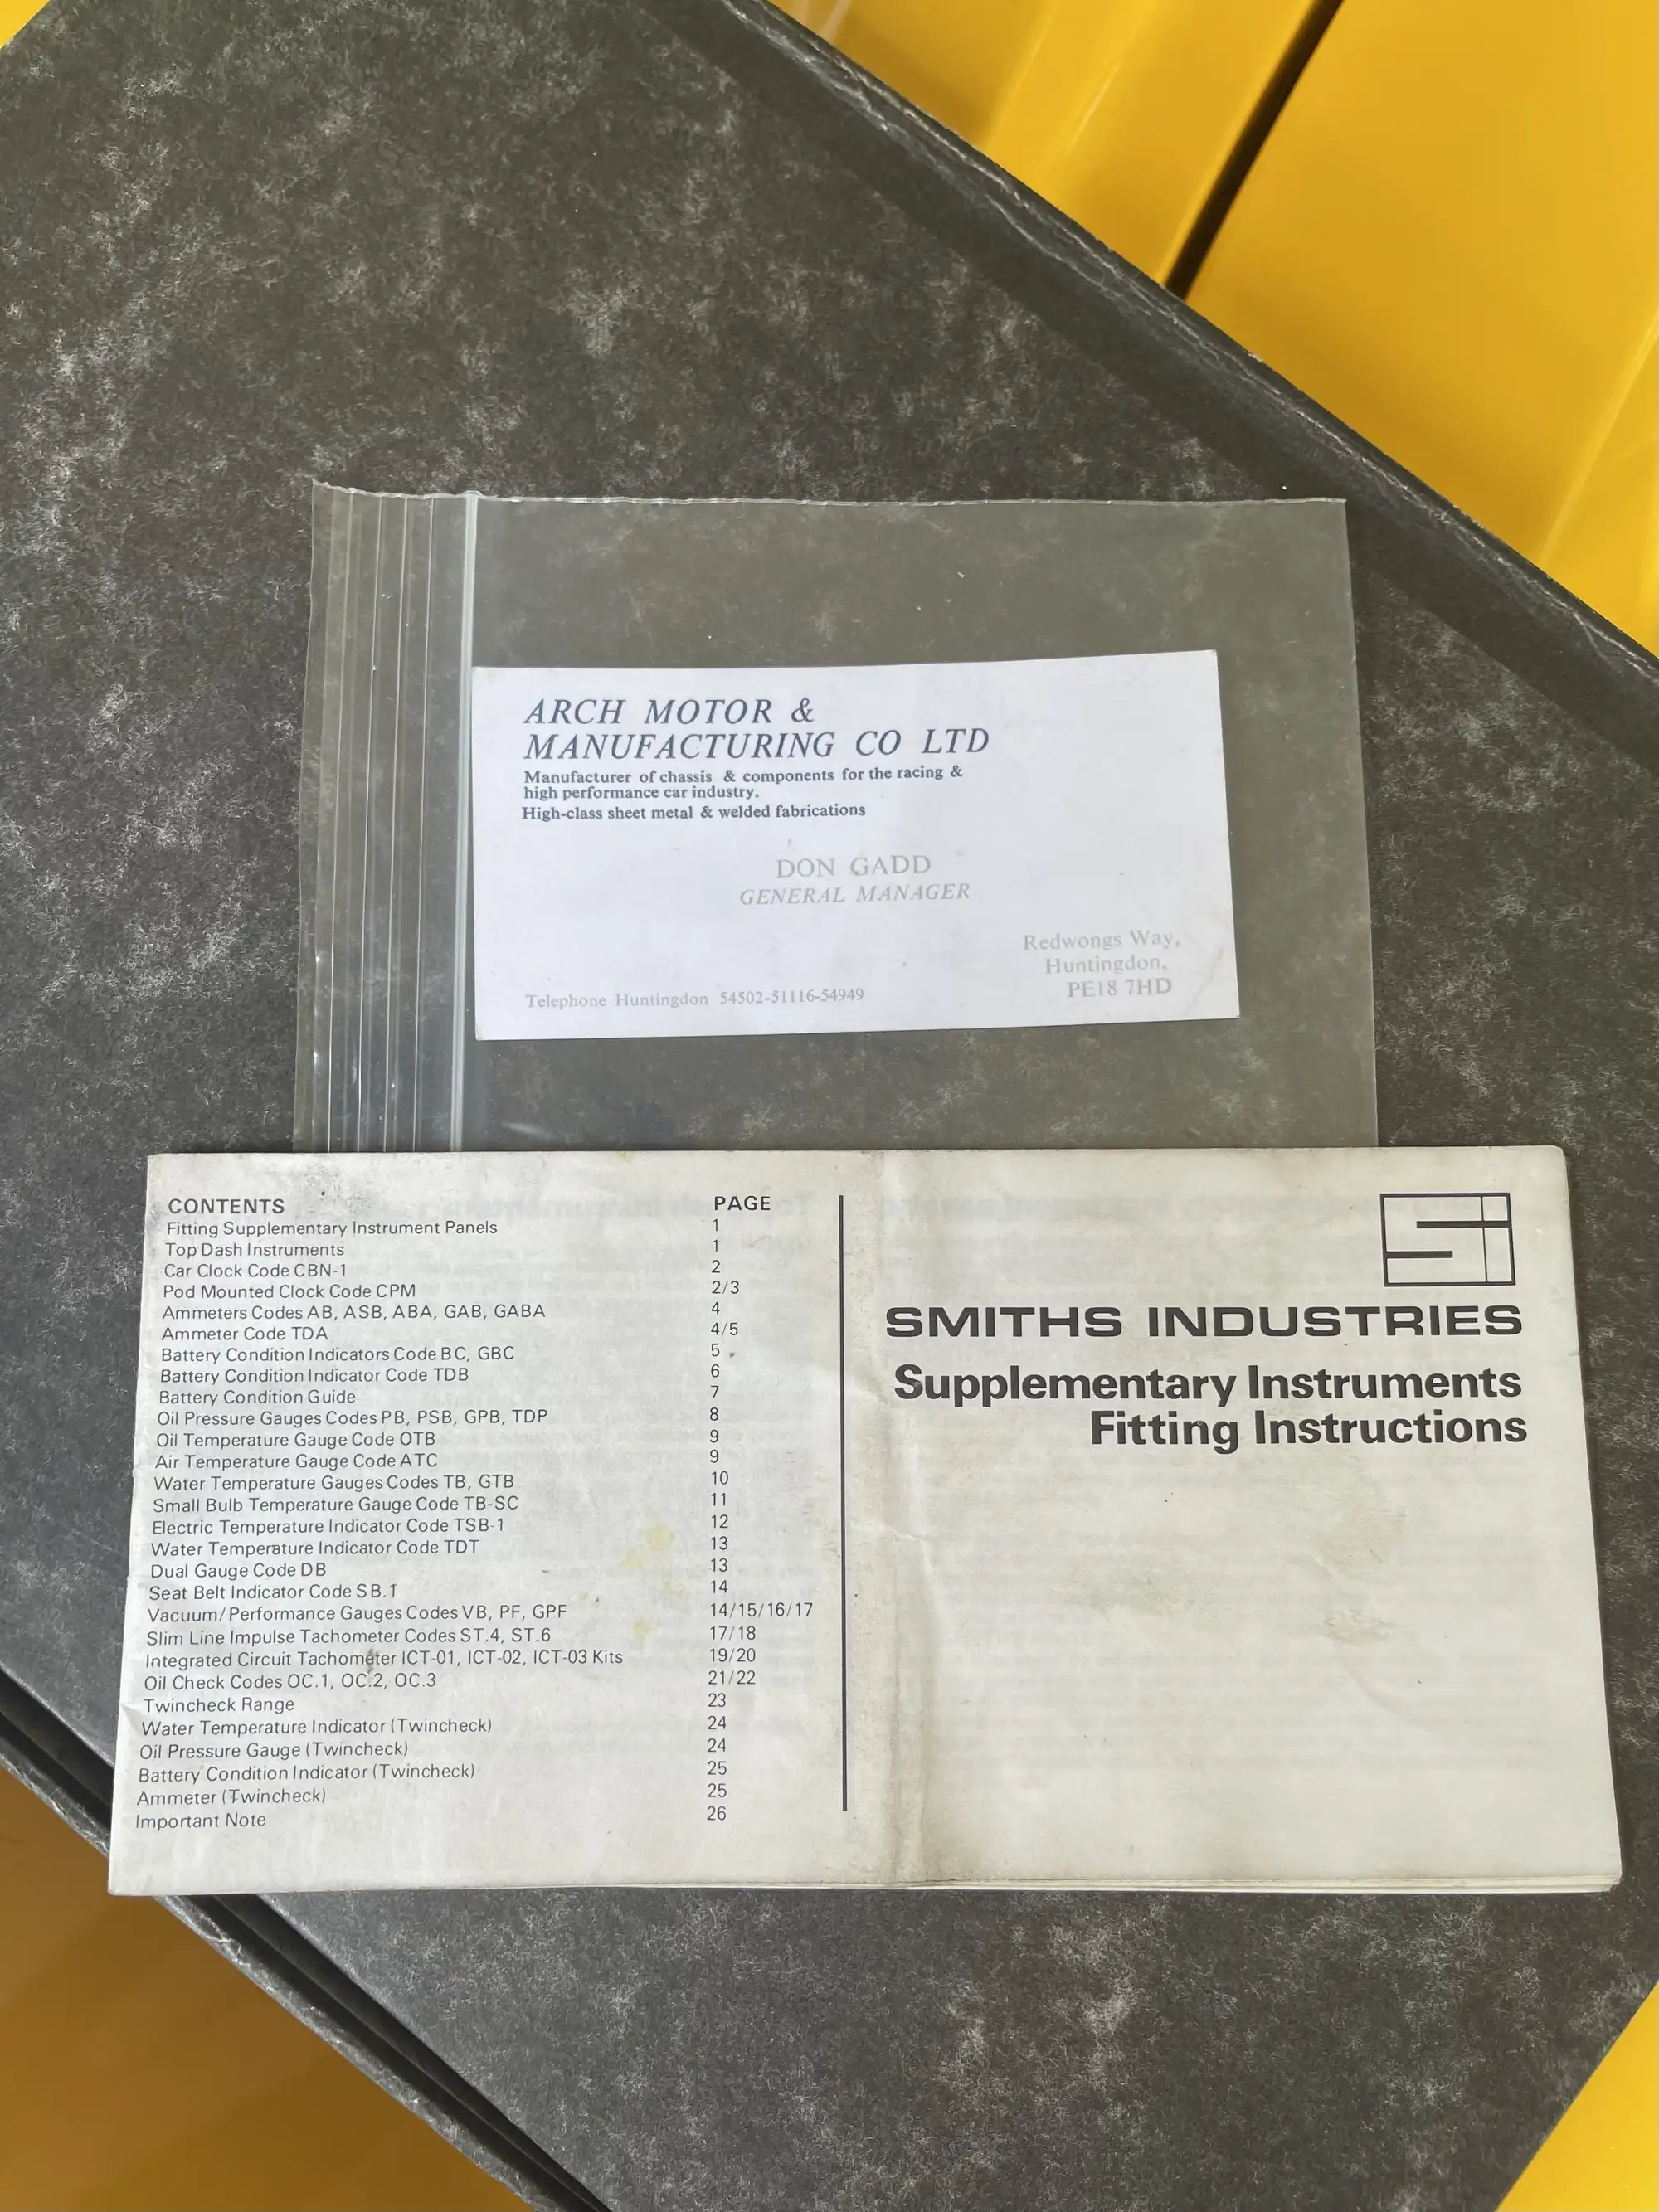 ARCH MOTOR &
MANUFACTURING CO LTD
Manufacturer of chassis & components for the racing &
high performance car industry.
High-class sheet metal & welded fabrications
DON GADD
GENERAL MANAGER
Redwongs Way,
Huntingdon,
PE18 7HD
Telephone Huntingdon 54502-51116-54949
CONTENTS PAGE
Fitting Supplementary Instrument Panels 1
Top Dash Instruments 1
Car Clock Code CBN-1 2
Pod Mounted Clock Code CPM 2/3
Ammeters Codes AB, ASB, ABA, GAB, GABA 4
Ammeter Code TDA 4/5
Battery Condition Indicators Code BC, GBC 5
Battery Condition Indicator Code TDB 6
Battery Condition Guide 7
Oil Pressure Gauges Codes PB, PSB, GPB, TDP 8
Oil Temperature Gauge Code OTB 9
Air Temperature Gauge Code ATC 9
Water Temperature Gauges Codes TB, GTB 10
Small Bulb Temperature Gauge Code TB-SC 11
Electric Temperature Indicator Code TSB-1 12
Water Temperature Indicator Code TDT 13
Dual Gauge Code DB 13
Seat Belt Indicator Code SB.1 14
Vacuum/Performance Gauges Codes VB, PF, GPF 14/15/16/17
Slim Line Impulse Tachometer Codes ST.4, ST.6 17/18
Integrated Circuit Tachometer ICT-01, ICT-02, ICT-03 Kits 19/20
Oil Check Codes OC.1, OC.2, OC.3 21/22
Twincheck Range 23
Water Temperature Indicator (Twincheck) 24
Oil Pressure Gauge (Twincheck) 24
Battery Condition Indicator (Twincheck) 25
Ammeter (Twincheck) 25
Important Note 26
Si
SMITHS INDUSTRIES
Supplementary Instruments
Fitting Instructions